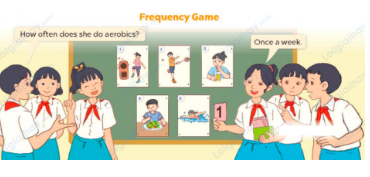 Frequency Game
How often does she do aerobics?
Once a week.
1